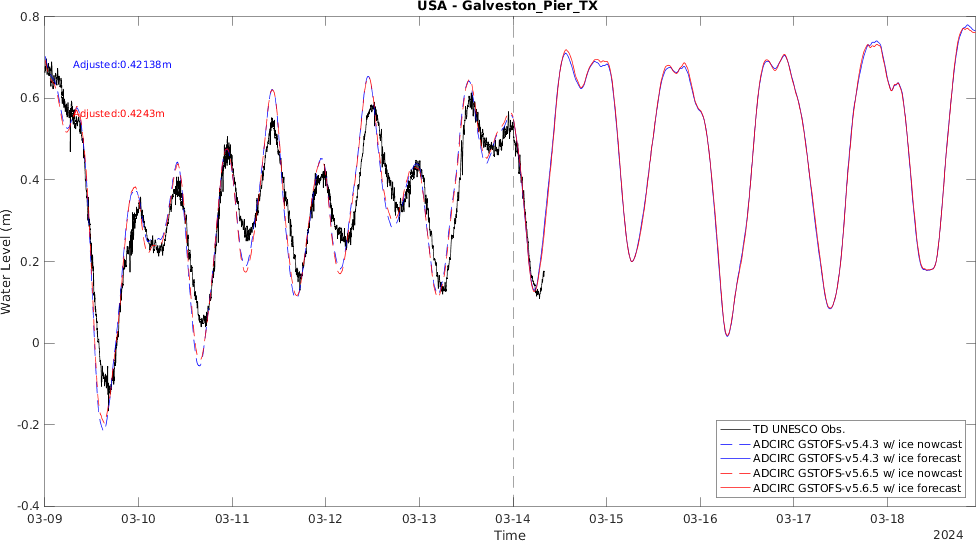 USA - Galveston_Pier_TX
0.8
Adjusted:0.42138m
0.6
Adjusted:0.4243m
0.4
0.2
0
-0.2
-0.4
Water Level (m)
TD UNESCO Obs.
ADCIRC GSTOFS-v5.4.3 w/ ice nowcast
ADCIRC GSTOFS-v5.4.3 w/ ice forecast
ADCIRC GSTOFS-v5.6.5 w/ ice nowcast
ADCIRC GSTOFS-v5.6.5 w/ ice forecast
03-09 03-10 03-11 03-12 03-13 03-14 03-15 03-16 03-17 03-18
Time
2024